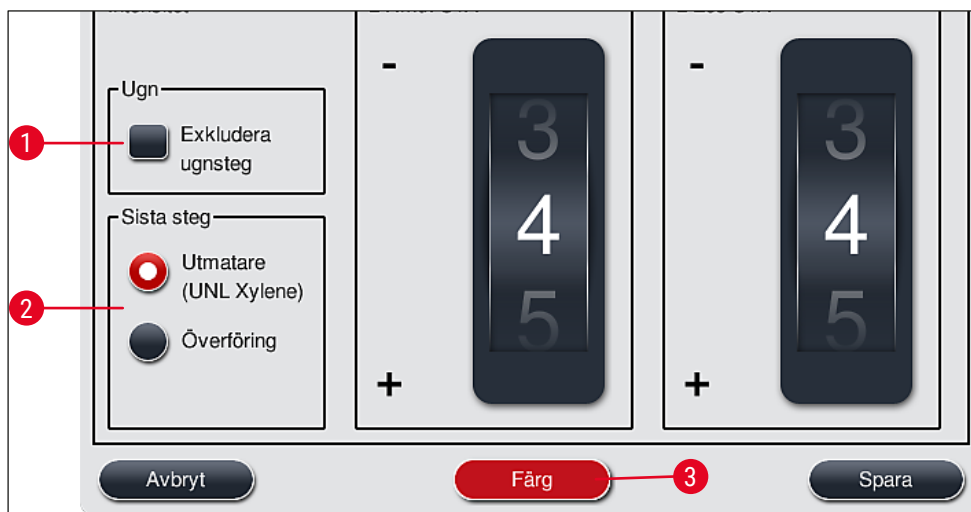 -
-
Ugn
3
3
1
Exkludera
ugnsteg
4
4
Sista steg
Utmatare
(UNL Xylene)
2
5
5
Överföring
+
+
Avbryt
Färg
3
Spara